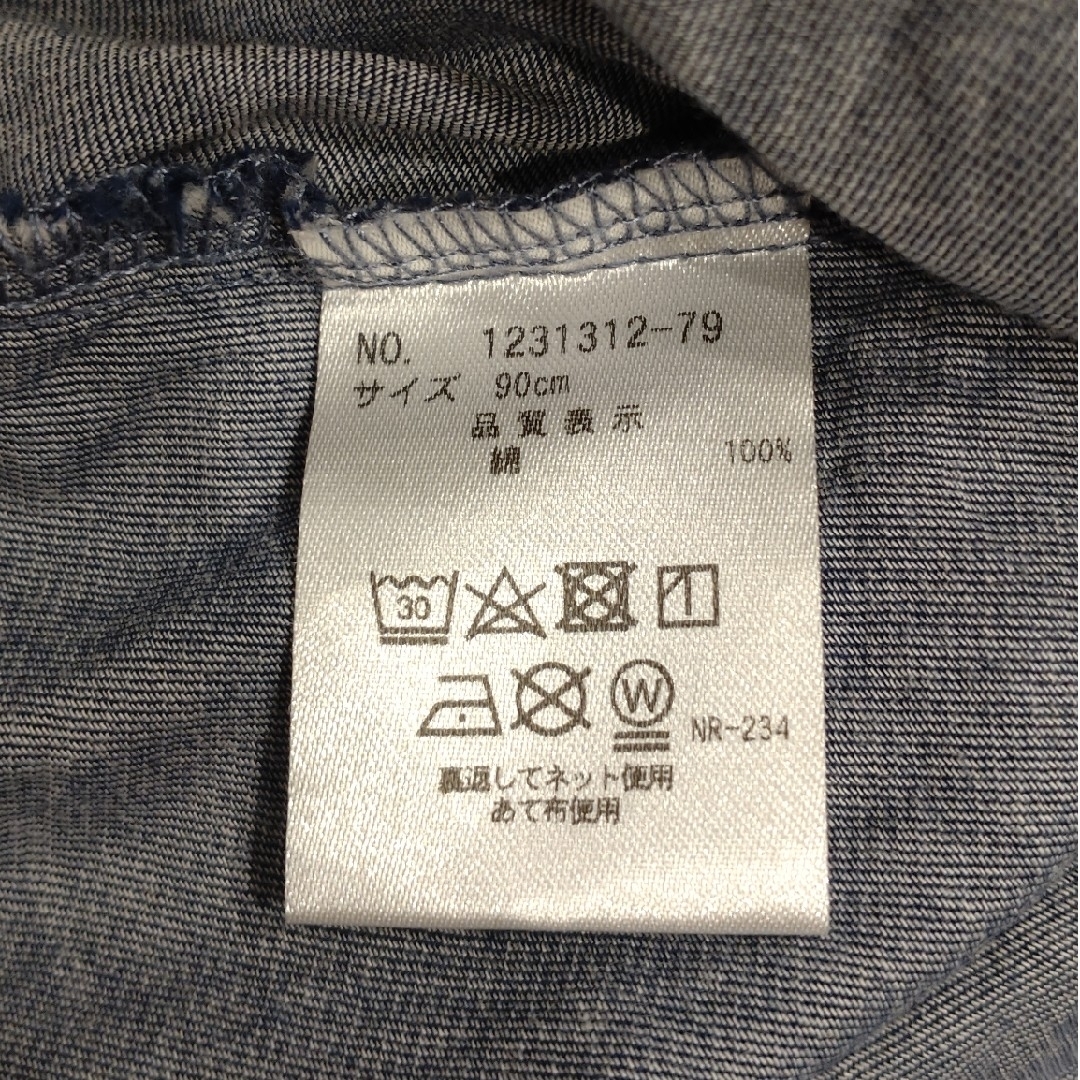 NO. 1231312-79
サイズ 90cm
品質表示
綿 100%
30
W NR-234
裏返してネット使用
あて布使用